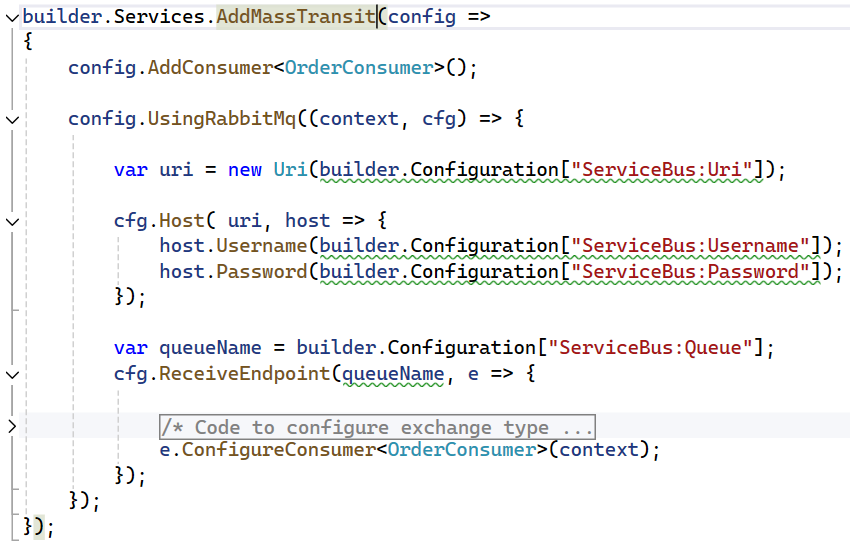 builder.Services.AddMassTransit(config =>
{
    config.AddConsumer<OrderConsumer>();
    config.UsingRabbitMq((context, cfg) => {
        var uri = new Uri(builder.Configuration["ServiceBus:Uri"]);
        cfg.Host( uri, host => {
            host.Username(builder.Configuration["ServiceBus:Username"]);
            host.Password(builder.Configuration["ServiceBus:Password"]);
        });
        var queueName = builder.Configuration["ServiceBus:Queue"];
        cfg.ReceiveEndpoint(queueName, e => {
            /* Code to configure exchange type ...
            e.ConfigureConsumer<OrderConsumer>(context);
        });
    });
});